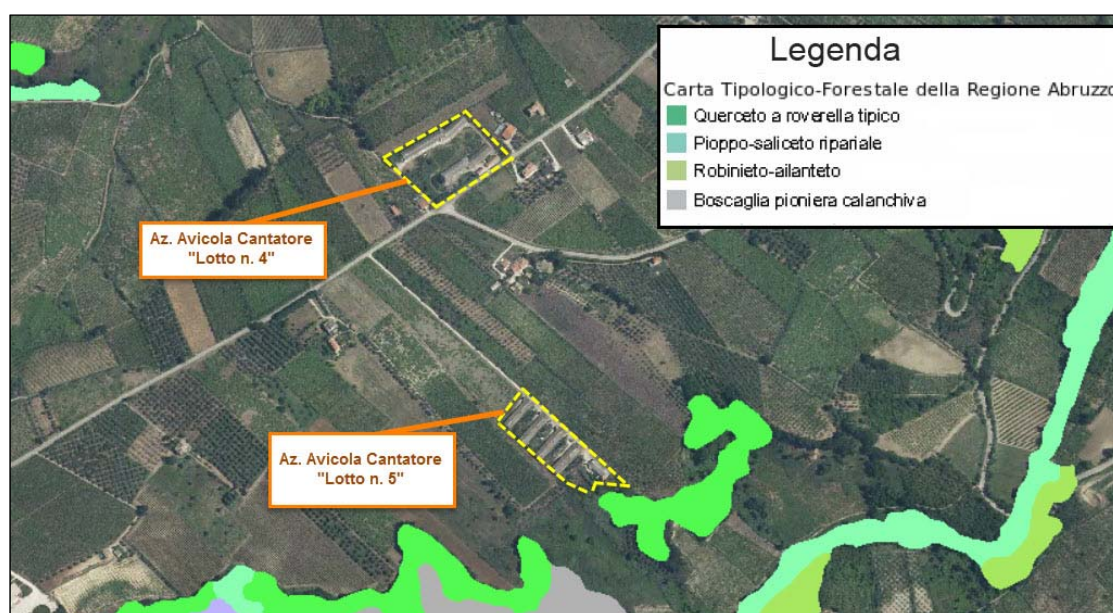 Legenda
Carta Tipologico-Forestale della Regione Abruzzo
Querceto a roverella tipico
Pioppo-saliceto ripariale
Robinieto-ailanteto
Boscaglia pioniera calanchiva
Az. Avicola Cantatore
"Lotto n. 4"
Az. Avicola Cantatore
"Lotto n. 5"